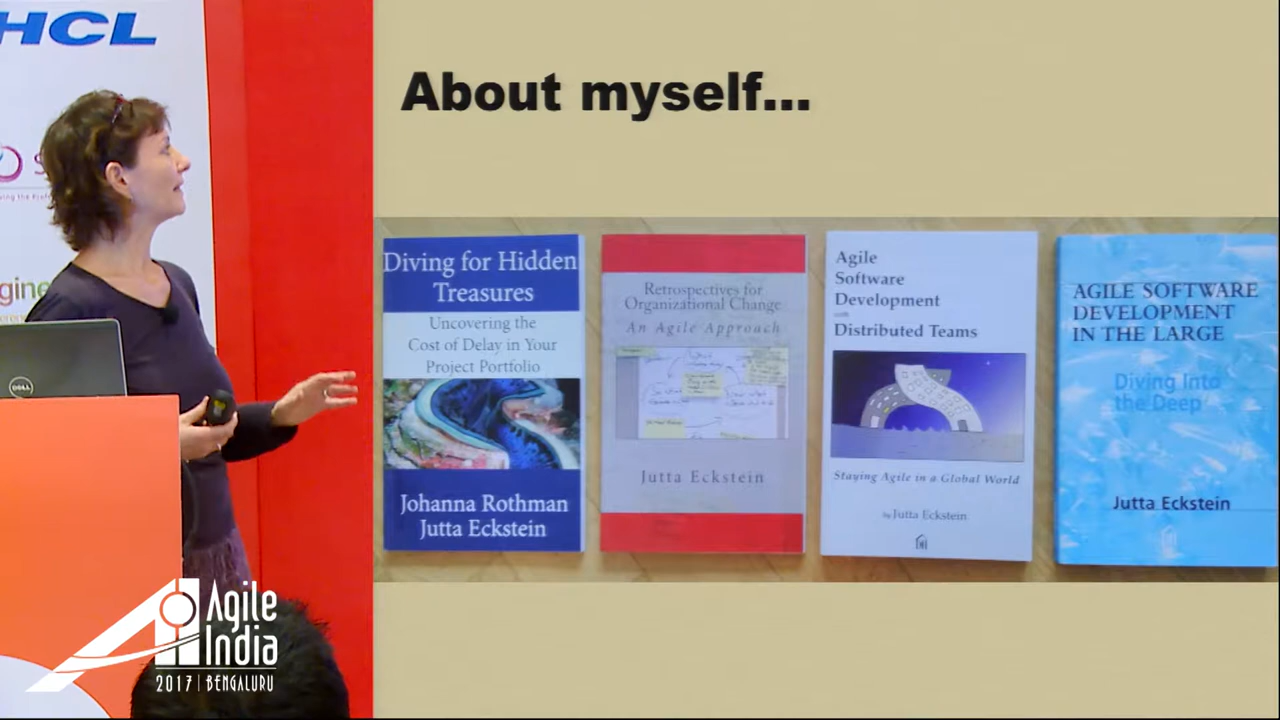 HCL
About myself...
S
gine
DELL
Diving for Hidden
Treasures
Uncovering the
Cost of Delay in Your
Project Portfolio
Johanna Rothman
Jutta Eckstein
Retrospectives for
Organizational Change
An Agile Approach
Jutta Eckstein
Agile
Software
Development
with
Distributed Teams
Staying Agile in a Global World
by Jutta Eckstein
AGILE SOFTWARE
DEVELOPMENT
IN THE LARGE
Diving Into
the Deep
Jutta Eckstein
Agile
India
2017 | BENGALURU